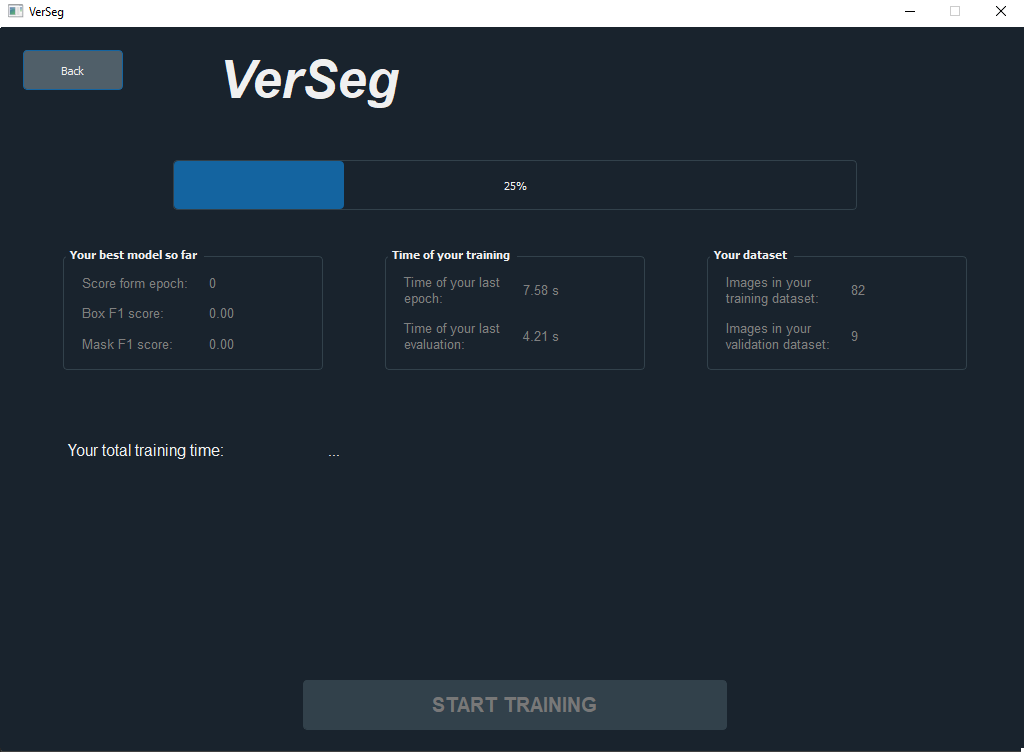 VerSeg
Back
VerSeg
25%
Your best model so far
Score form epoch: 0
Box F1 score: 0.00
Mask F1 score: 0.00
Time of your training
Time of your last
epoch:
7.58 s
Time of your last
evaluation:
4.21 s
Your dataset
Images in your
training dataset:
82
Images in your
validation dataset:
9
Your total training time: ...
START TRAINING